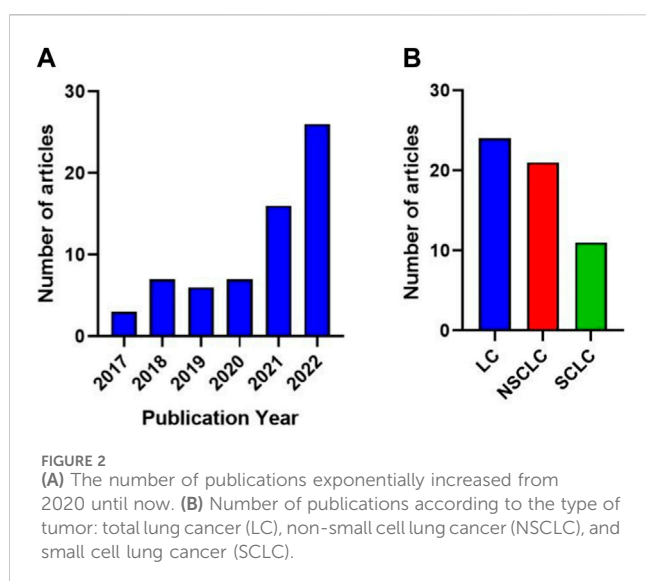 A
30
20
10
0
Number of articles
2017
2018
2019
2020
2021
2022
Publication Year
B
30
20
10
0
Number of articles
LC
NSCLC
SCLC
FIGURE 2
(A) The number of publications exponentially increased from
2020 until now. (B) Number of publications according to the type of
tumor: total lung cancer (LC), non-small cell lung cancer (NSCLC), and
small cell lung cancer (SCLC).